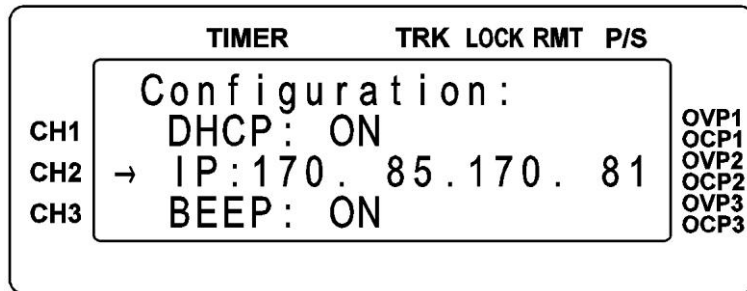 TIMER TRK LOCK RMT P/S
Configuration:
CH1 DHCP: ON OVP1
OCP1
CH2 → IP:170. 85.170. 81 OVP2
OCP2
CH3 BEEP: ON OVP3
OCP3